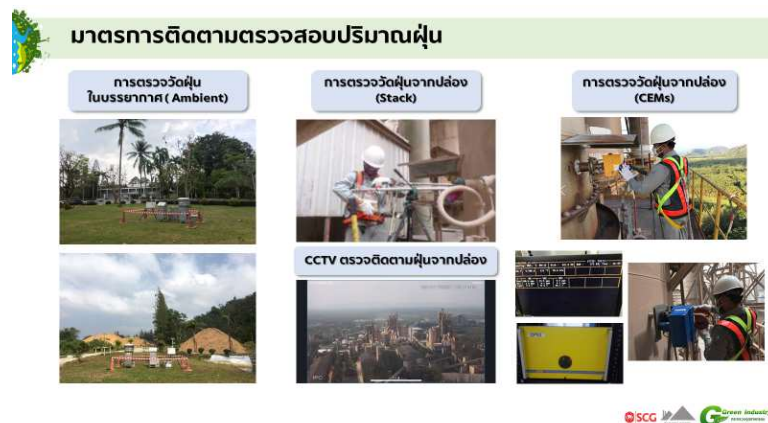 มาตรการติดตามตรวจสอบปริมาณฝุ่น
การตรวจวัดฝุ่น
ในบรรยากาศ ( Ambient)
การตรวจวัดฝุ่นจากปล่อง
(Stack)
การตรวจวัดฝุ่นจากปล่อง
(CEMs)
CCTV ตรวจติดตามฝุ่นจากปล่อง
SCG
Green industry